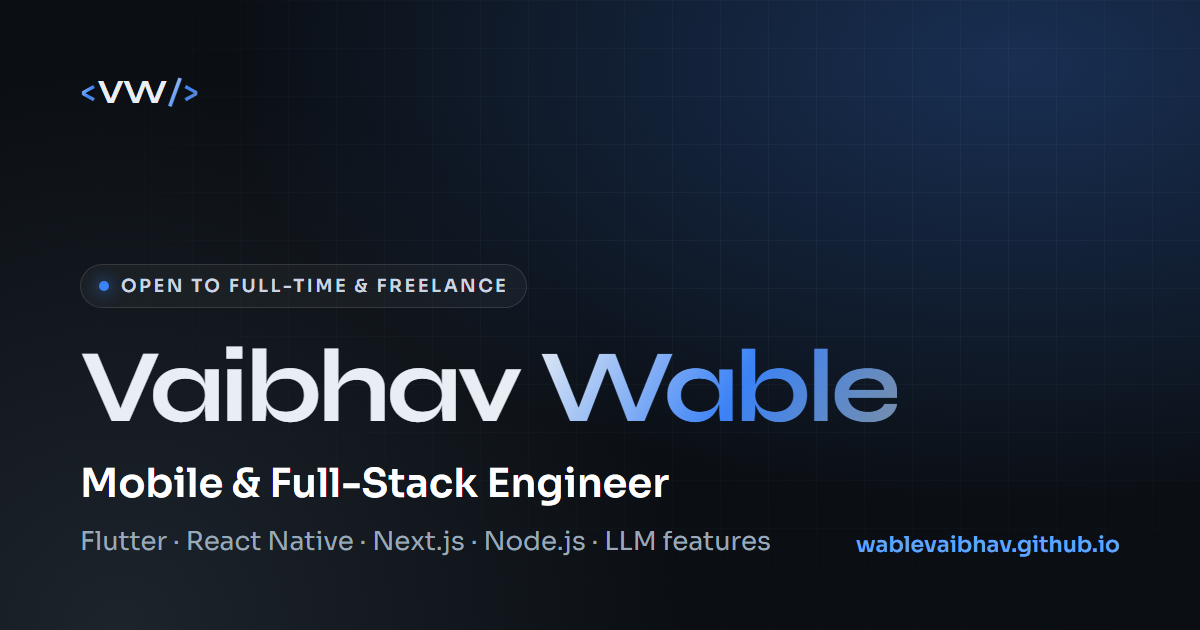 <VW/>
OPEN TO FULL-TIME & FREELANCE
Vaibhav Wable
Mobile & Full-Stack Engineer
Flutter · React Native · Next.js · Node.js · LLM features
wablevaibhav.github.io